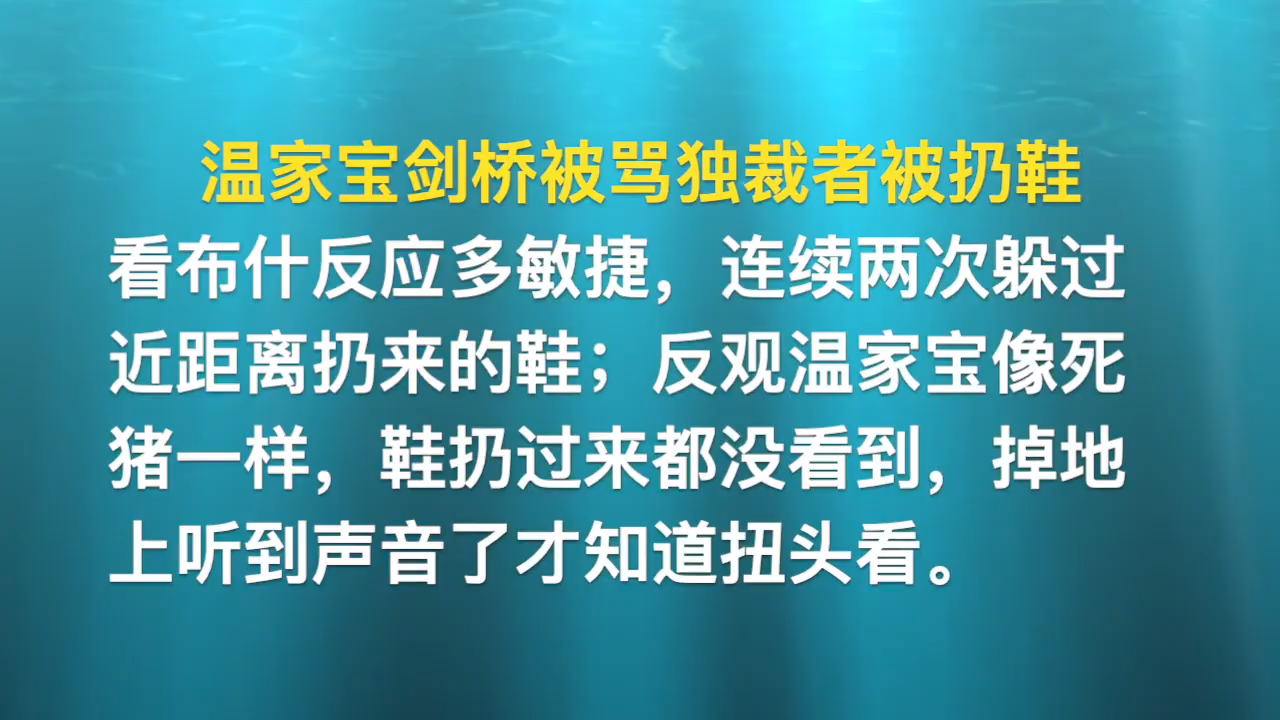 温家宝剑桥被骂独裁者被扔鞋
看布什反应多敏捷，连续两次躲过
近距离扔来的鞋；反观温家宝像死
猪一样，鞋扔过来都没看到，掉地
上听到声音了才知道扭头看。